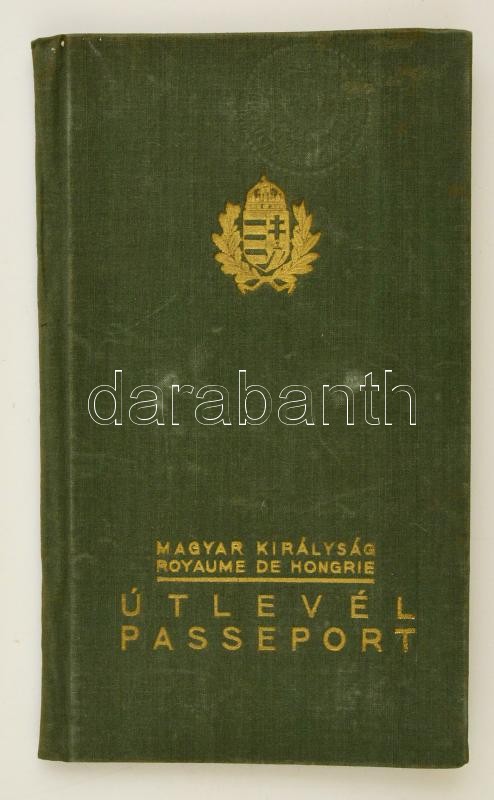 darabanth
MAGYAR KIRÁLYSÁG
ROYAUME DE HONGRIE
ÚTLEVÉL
PASSEPORT